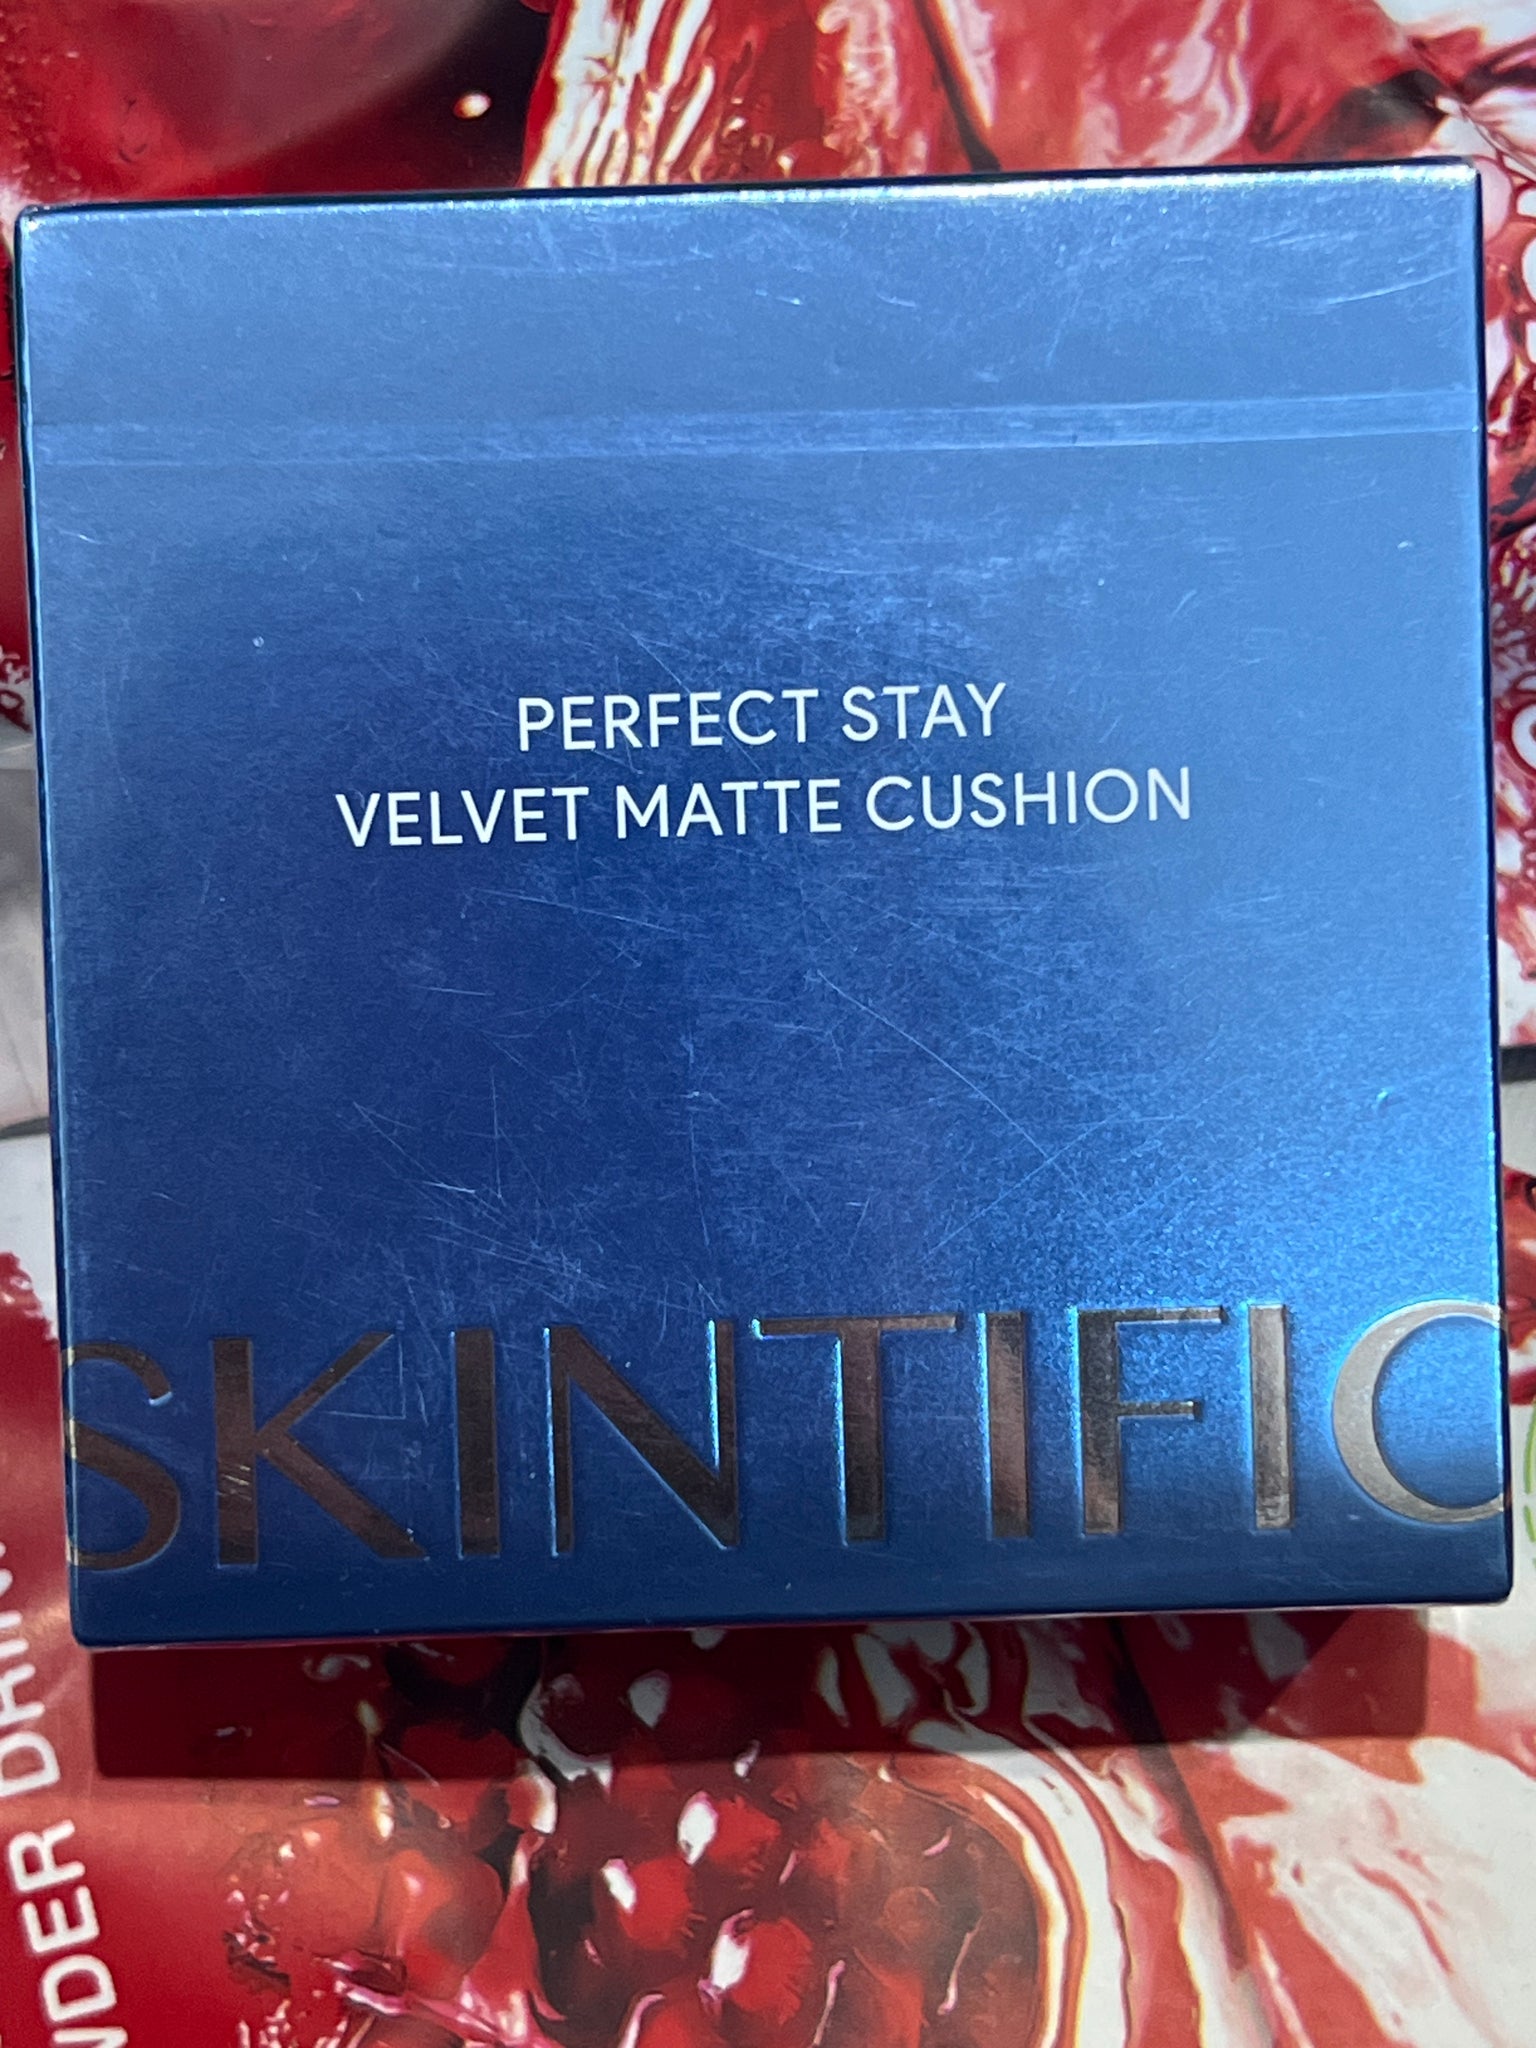 PERFECT STAY
VELVET MATTE CUSHION
SKINTIFIC